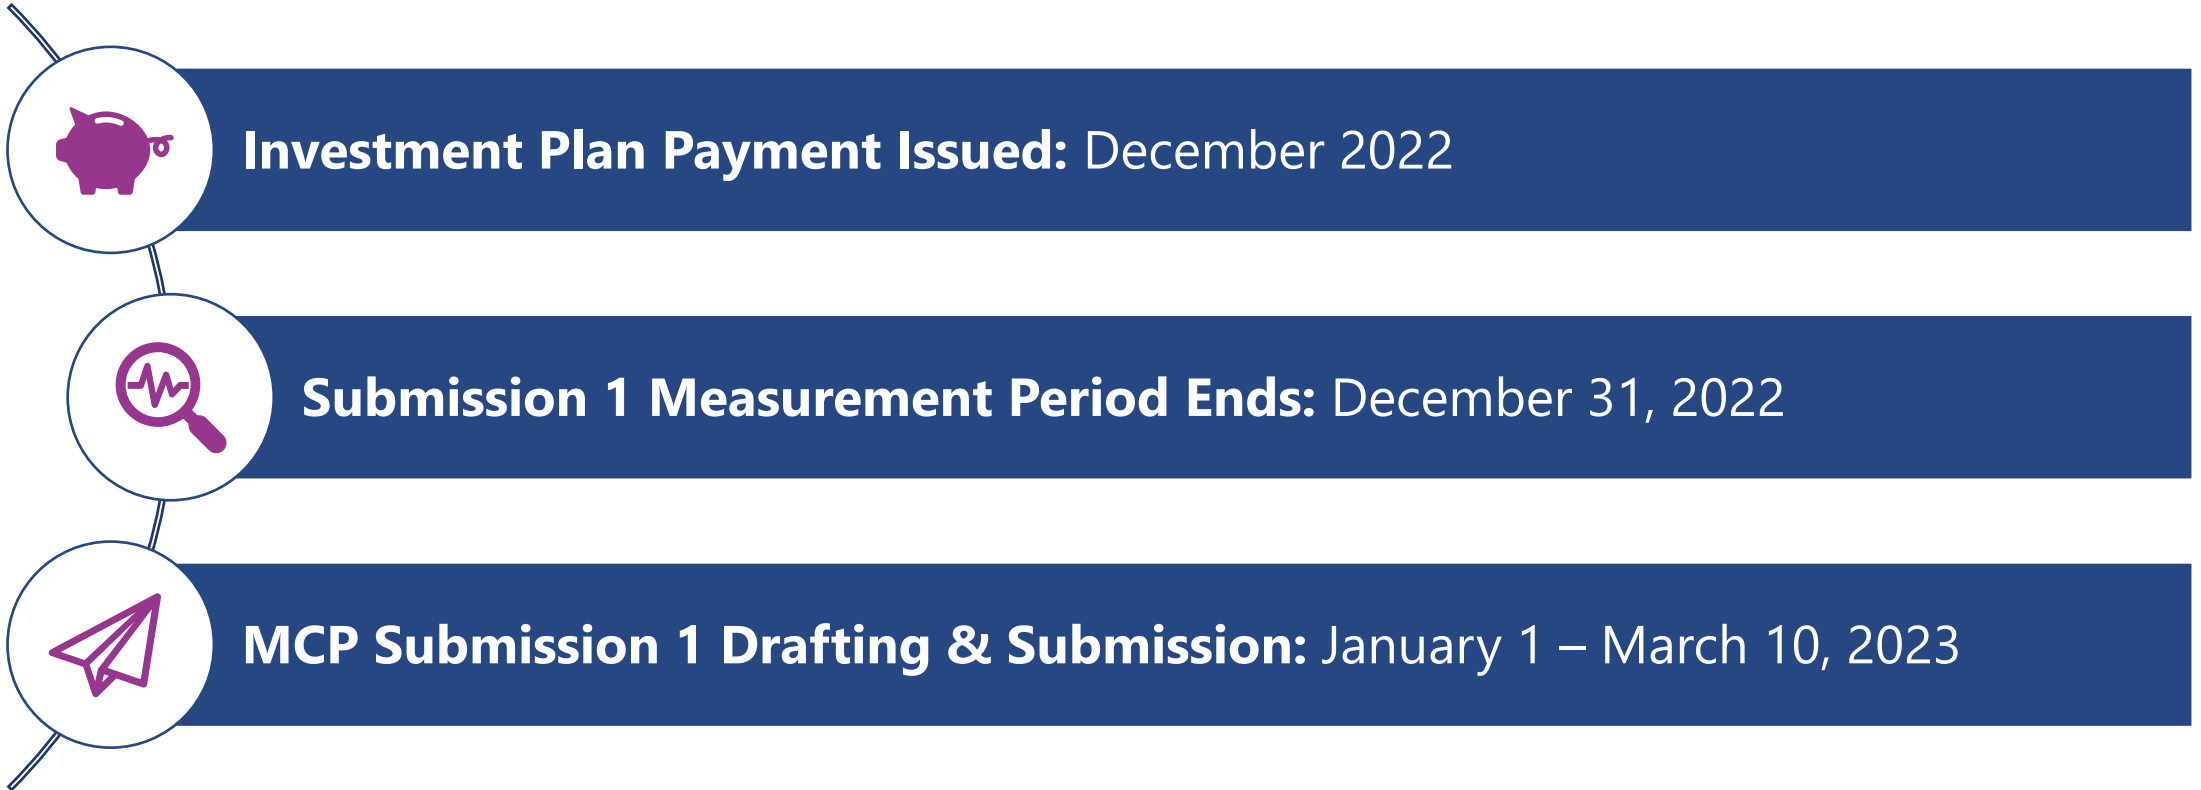 Investment Plan Payment Issued: December 2022
Submission 1 Measurement Period Ends: December 31, 2022
MCP Submission 1 Drafting & Submission: January 1 – March 10, 2023